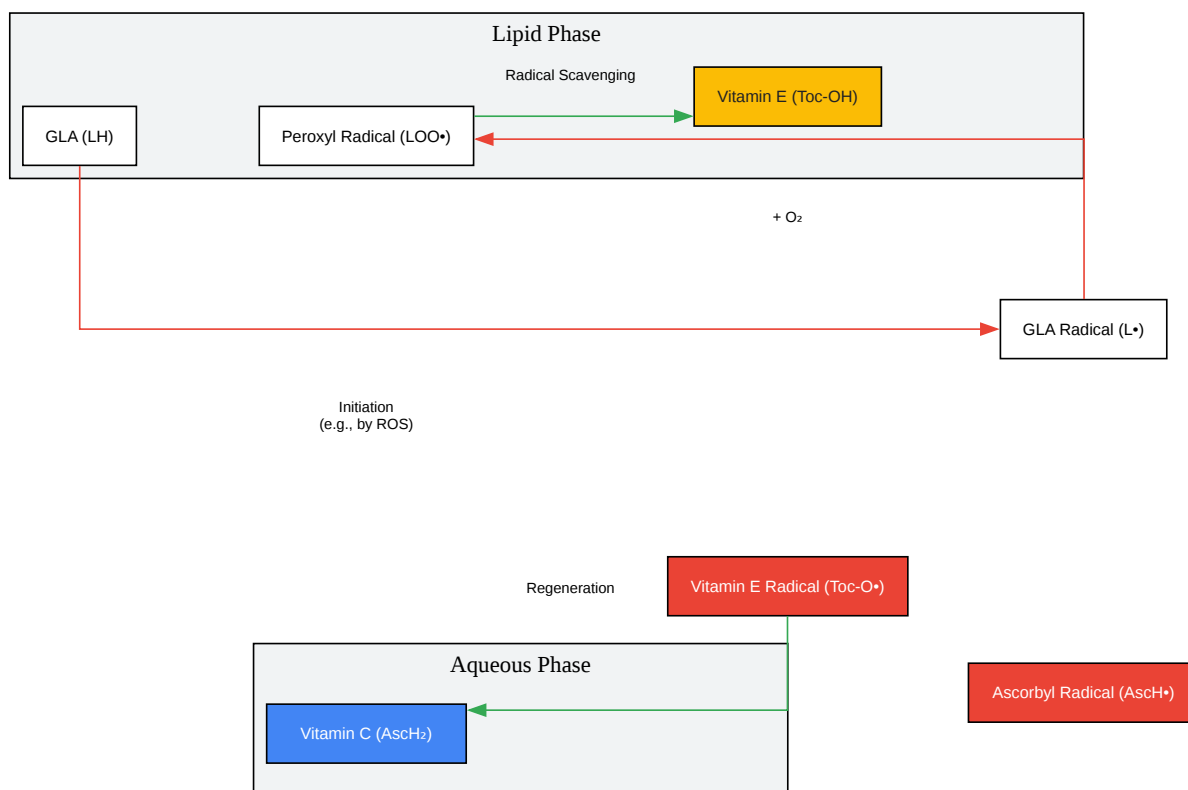 Lipid Phase
Radical Scavenging
Vitamin E (Toc-OH)
GLA (LH)
Peroxyl Radical (LOO•)
+ O₂
GLA Radical (L•)
Initiation
(e.g., by ROS)
Regeneration
Vitamin E Radical (Toc-O•)
Aqueous Phase
Ascorbyl Radical (AscH•)
Vitamin C (AscH₂)